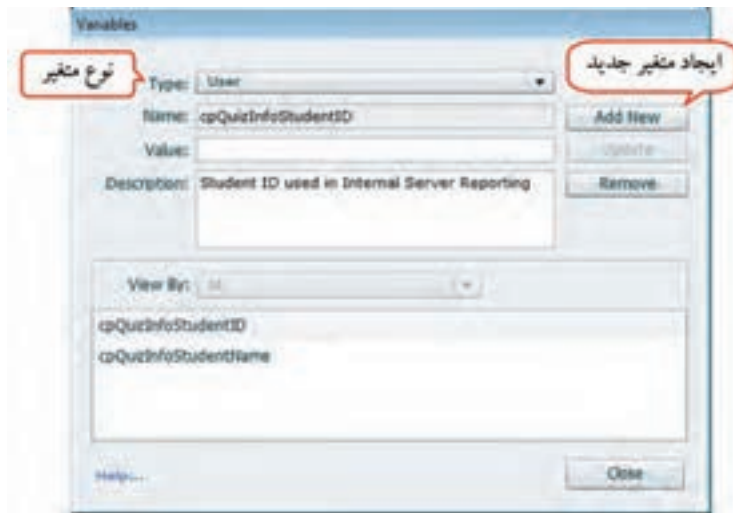 Variables
نوع متغیر
ایجاد متغیر جدید
Type: User
Name: cpQuizInfoStudentID
Add New
Value:
Update
Description: Student ID used in Internal Server Reporting
Remove
View By:
cpQuizInfoStudentID
cpQuizInfoStudentName
Help...
Close